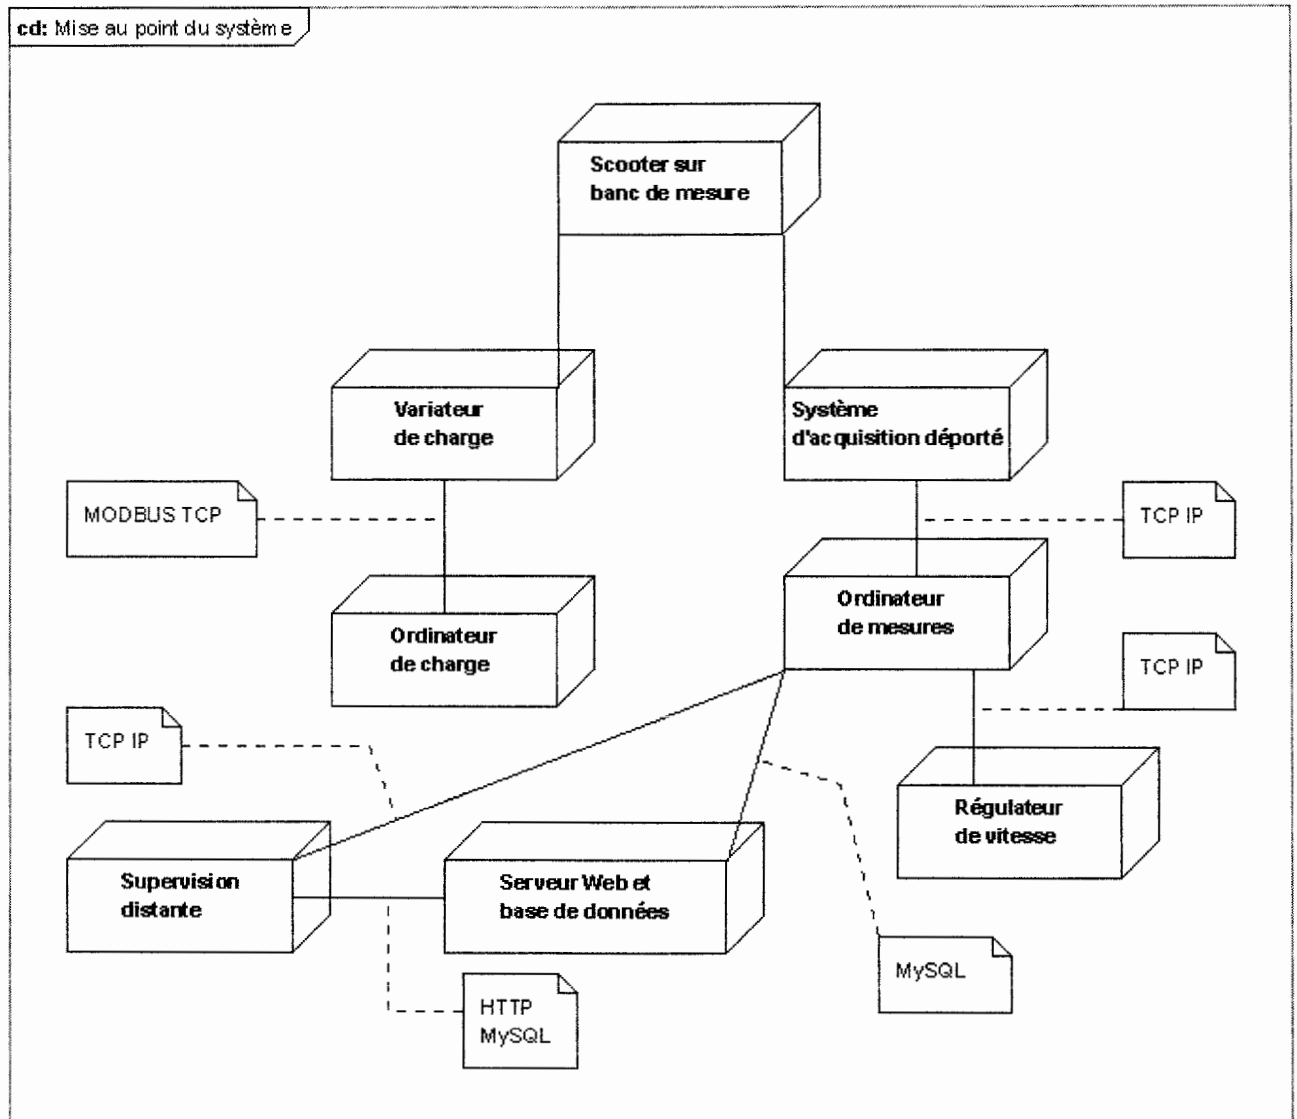 cd: Mise au point du système
Scooter sur
banc de mesure
Variateur
de charge
Système
d'acquisition déporté
MODBUS TCP
TCP IP
Ordinateur
de charge
Ordinateur
de mesures
TCP IP
TCP IP
Régulateur
de vitesse
Supervision
distante
Serveur Web et
base de données
MySQL
HTTP
MySQL